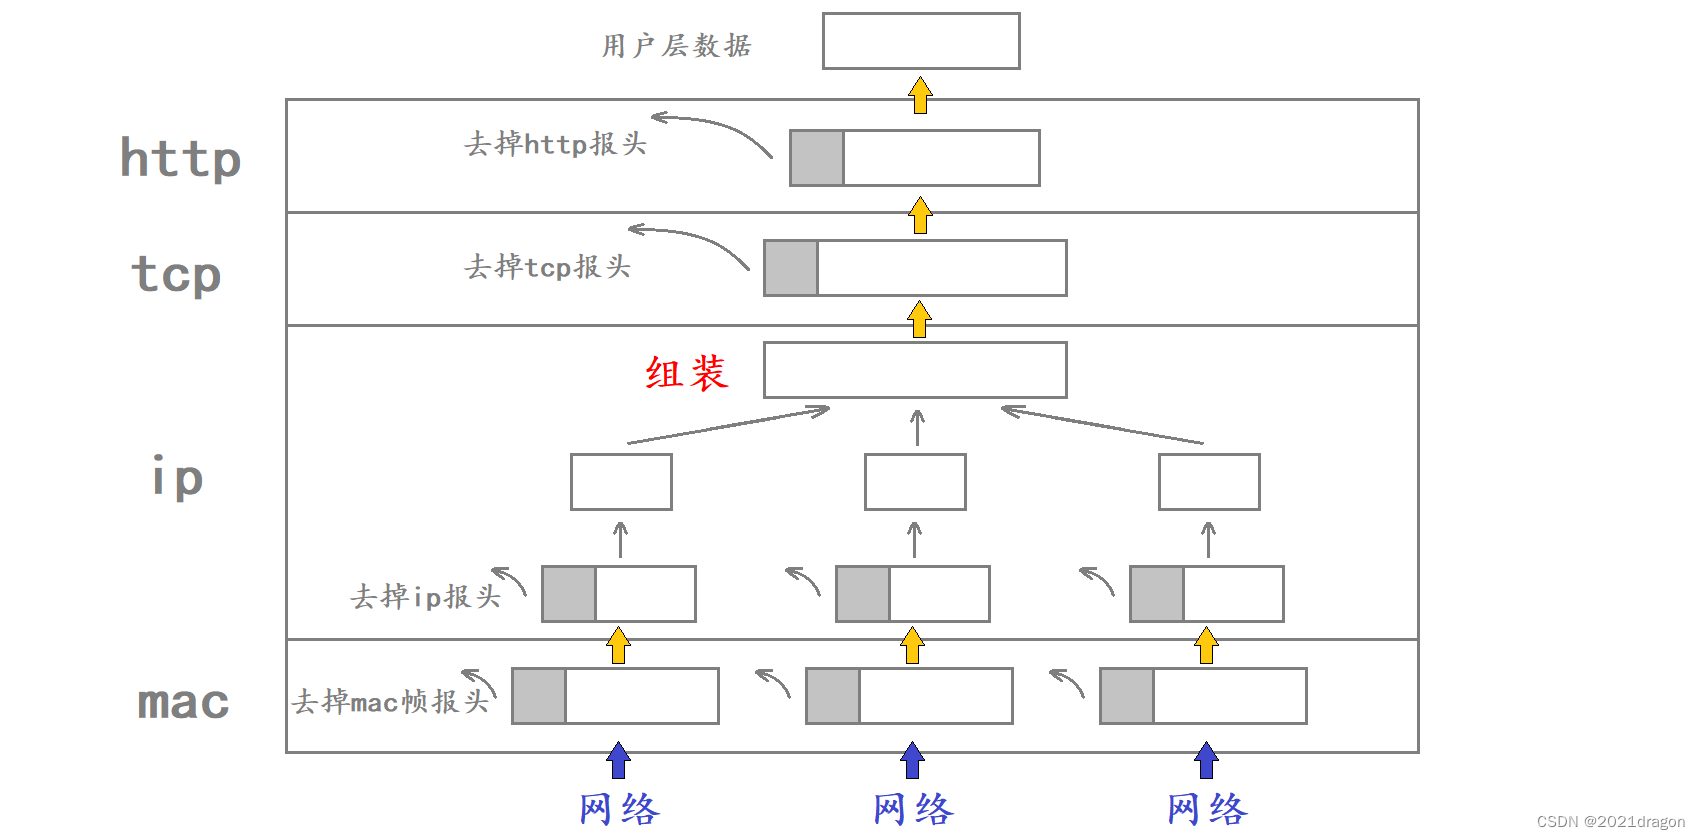 用户层数据
http
去掉http报头
tcp
去掉tcp报头
组装
ip
去掉ip报头
mac
去掉mac帧报头
网络 网络 网络
CSDN @2021dragon